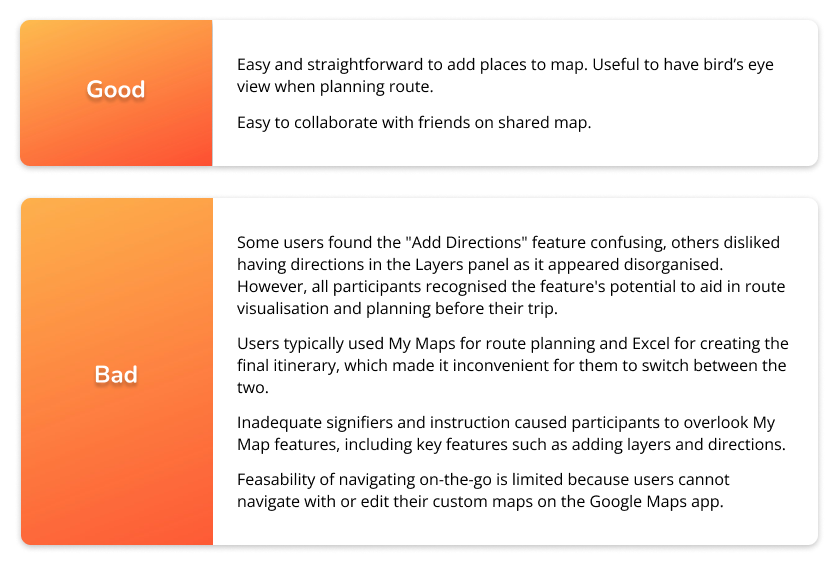 Good
Easy and straightforward to add places to map. Useful to have bird’s eye
view when planning route.
Easy to collaborate with friends on shared map.
Bad
Some users found the "Add Directions" feature confusing, others disliked
having directions in the Layers panel as it appeared disorganised.
However, all participants recognised the feature's potential to aid in route
visualisation and planning before their trip.
Users typically used My Maps for route planning and Excel for creating the
final itinerary, which made it inconvenient for them to switch between the
two.
Inadequate signifiers and instruction caused participants to overlook My
Map features, including key features such as adding layers and directions.
Feasability of navigating on-the-go is limited because users cannot
navigate with or edit their custom maps on the Google Maps app.